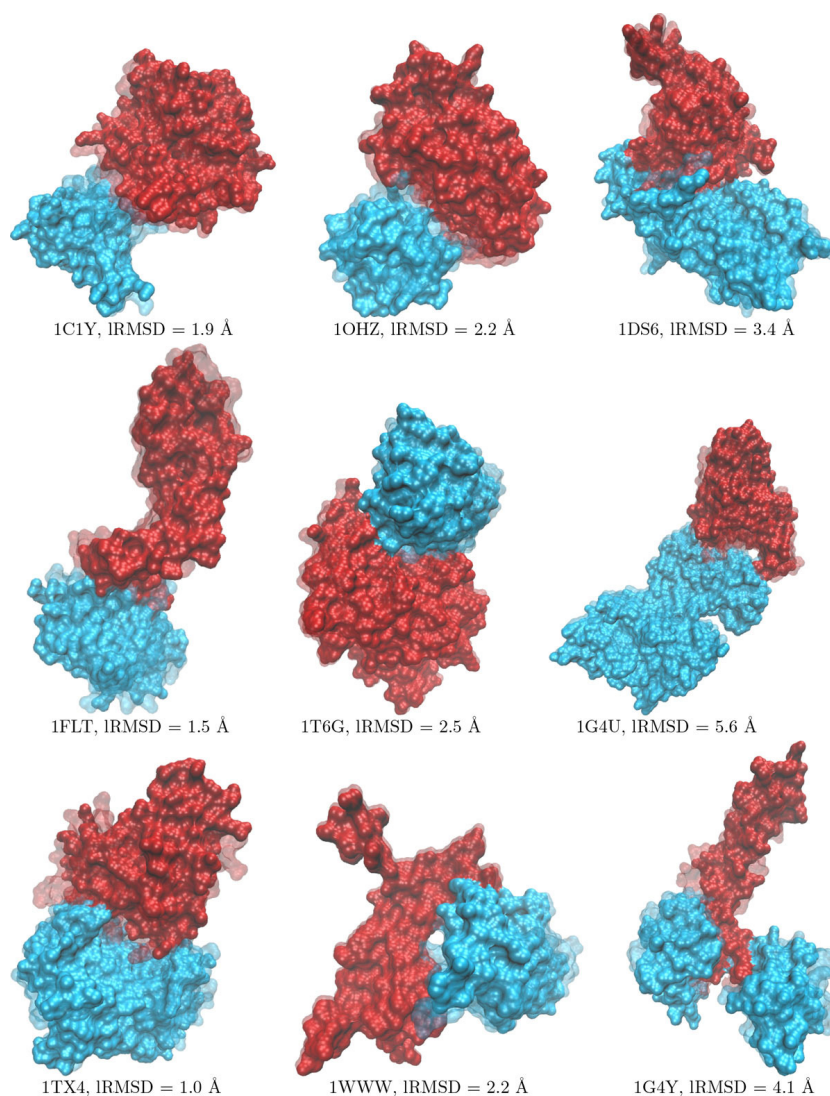 1C1Y, lRMSD = 1.9 Å
1OHZ, lRMSD = 2.2 Å
1DS6, lRMSD = 3.4 Å
1FLT, lRMSD = 1.5 Å
1T6G, lRMSD = 2.5 Å
1G4U, lRMSD = 5.6 Å
1TX4, lRMSD = 1.0 Å
1WWW, lRMSD = 2.2 Å
1G4Y, lRMSD = 4.1 Å